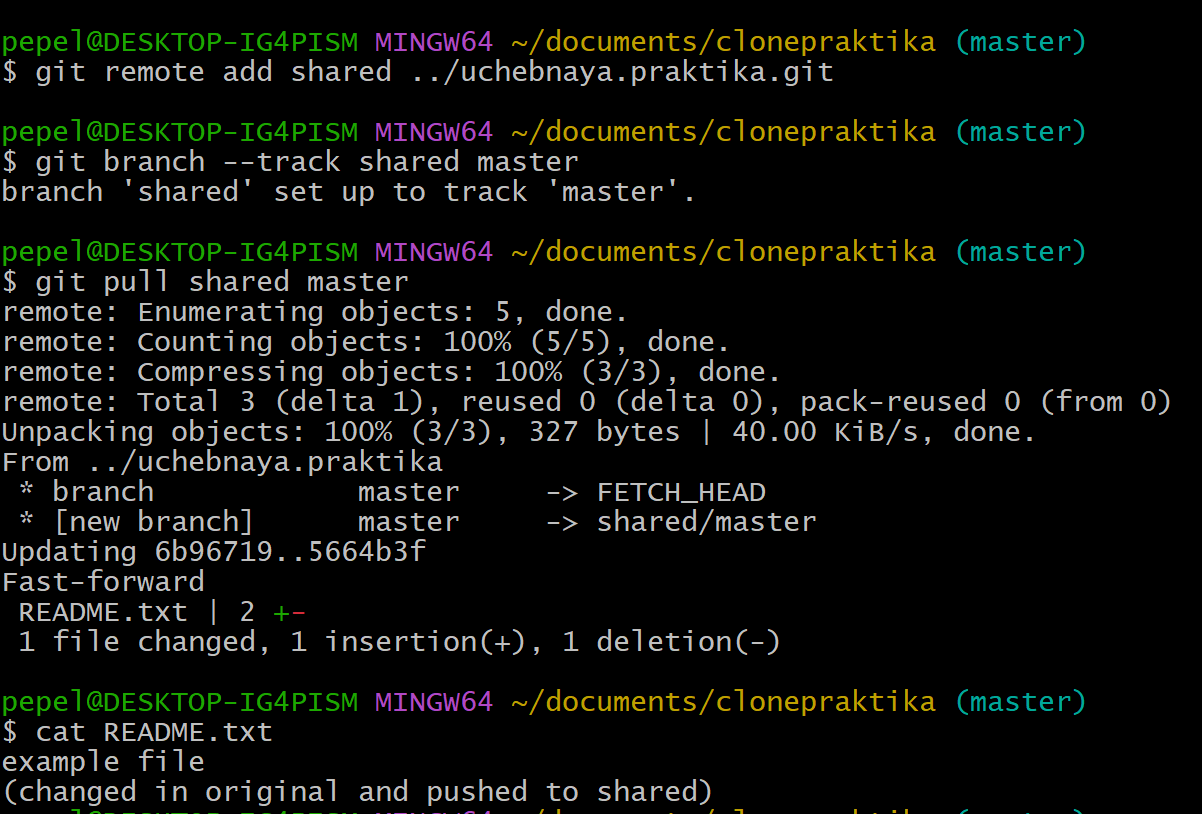 pepel@DESKTOP-IG4PISM MINGW64 ~/documents/clonepraktika (master)
$ git remote add shared ../uchebnaya.praktika.git
pepel@DESKTOP-IG4PISM MINGW64 ~/documents/clonepraktika (master)
$ git branch --track shared master
branch 'shared' set up to track 'master'.
pepel@DESKTOP-IG4PISM MINGW64 ~/documents/clonepraktika (master)
$ git pull shared master
remote: Enumerating objects: 5, done.
remote: Counting objects: 100% (5/5), done.
remote: Compressing objects: 100% (3/3), done.
remote: Total 3 (delta 1), reused 0 (delta 0), pack-reused 0 (from 0)
Unpacking objects: 100% (3/3), 327 bytes | 40.00 KiB/s, done.
From ../uchebnaya.praktika
 * branch            master     -> FETCH_HEAD
 * [new branch]      master     -> shared/master
Updating 6b96719..5664b3f
Fast-forward
 README.txt | 2 +-
 1 file changed, 1 insertion(+), 1 deletion(-)
pepel@DESKTOP-IG4PISM MINGW64 ~/documents/clonepraktika (master)
$ cat README.txt
example file
(changed in original and pushed to shared)